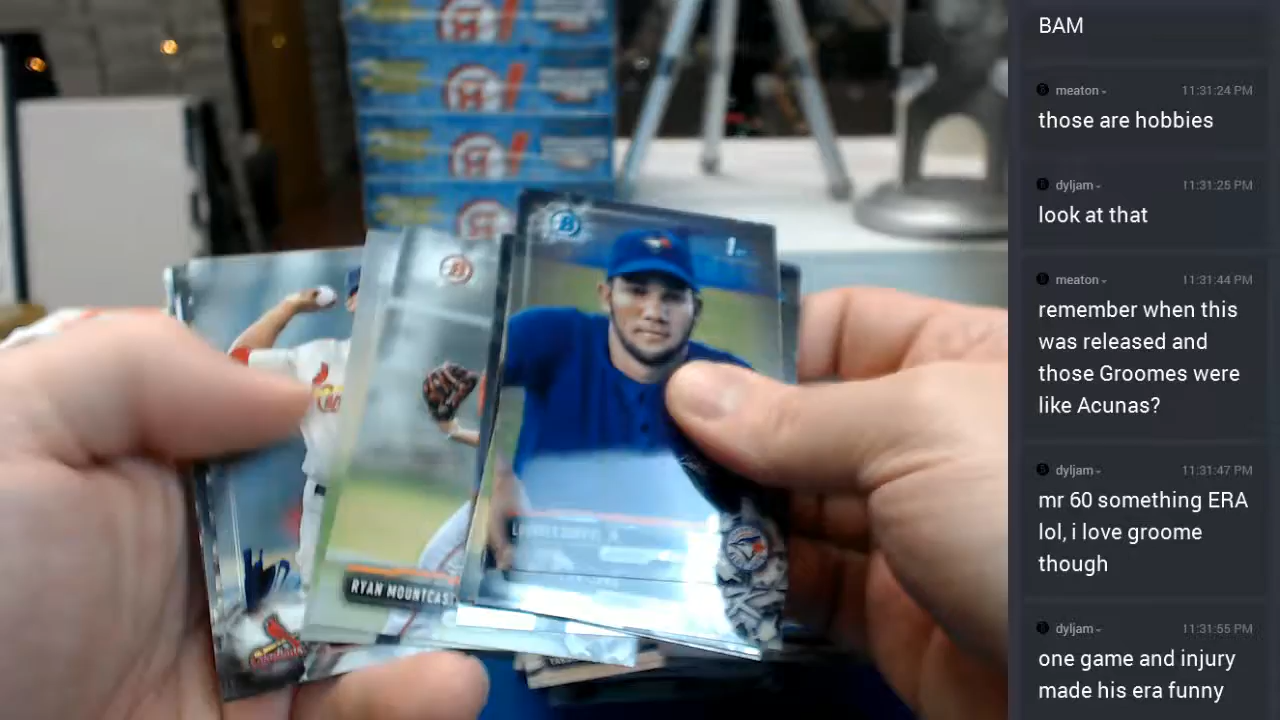 BAM
meaton
11:31:24 PM
those are hobbies
dyljam
11:31:25 PM
look at that
meaton
11:31:44 PM
remember when this
was released and
those Groomes were
like Acunas?
dyljam
11:31:47 PM
mr 60 something ERA
lol, i love groome
though
dyljam
11:31:55 PM
one game and injury
made his era funny
B
1st
B
H
H
H
H
RYAN MOUNTCAS
Cardinals